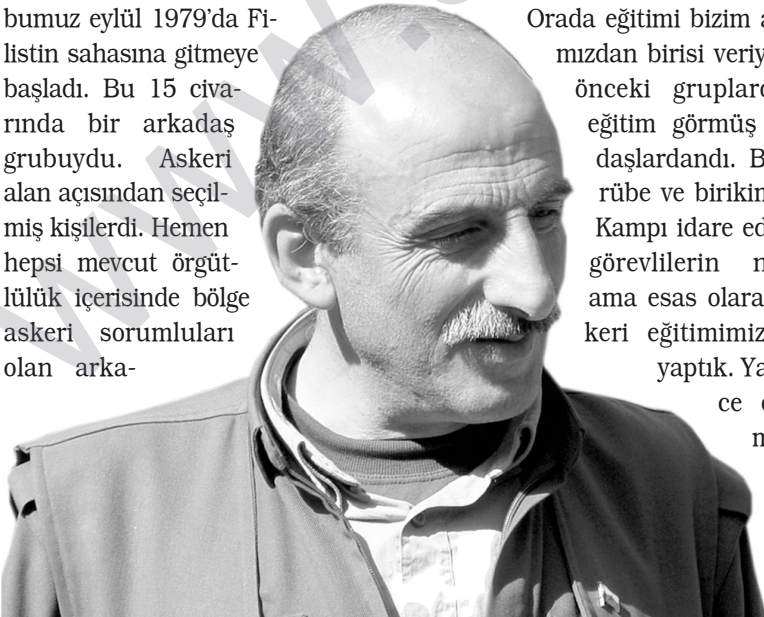 bumuz eylül 1979’da Fi-
listin sahasına gitmeye
başladı. Bu 15 civa-
rında bir arkadaş
grubuydu. Askeri
alan açısından seçil-
miş kişilerdi. Hemen
hepsi mevcut örgüt-
lülük içerisinde bölge
askeri sorumluları
olan arka-
Orada eğitimi bizim a
mızdan birisi veriy
önceki gruplard
eğitim görmüş
daşlardandı. B
rübe ve birikim
Kampı idare ed
görevlilerin n
ama esas olara
keri eğitimimiz
yaptık. Ya
ce
www.